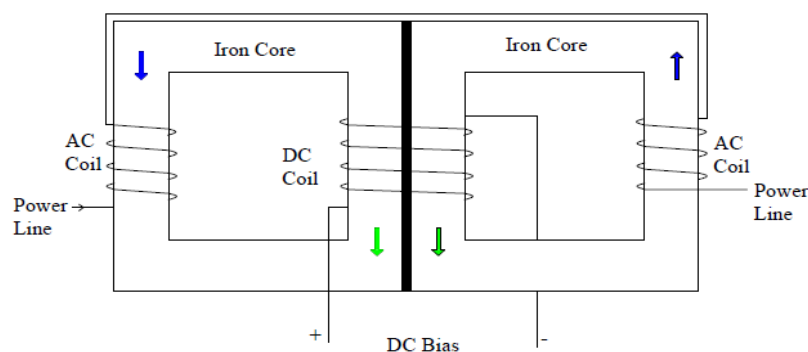 Iron Core
Iron Core
AC
Coil
DC
Coil
AC
Coil
Power
Line
Power
Line
+
DC Bias
-